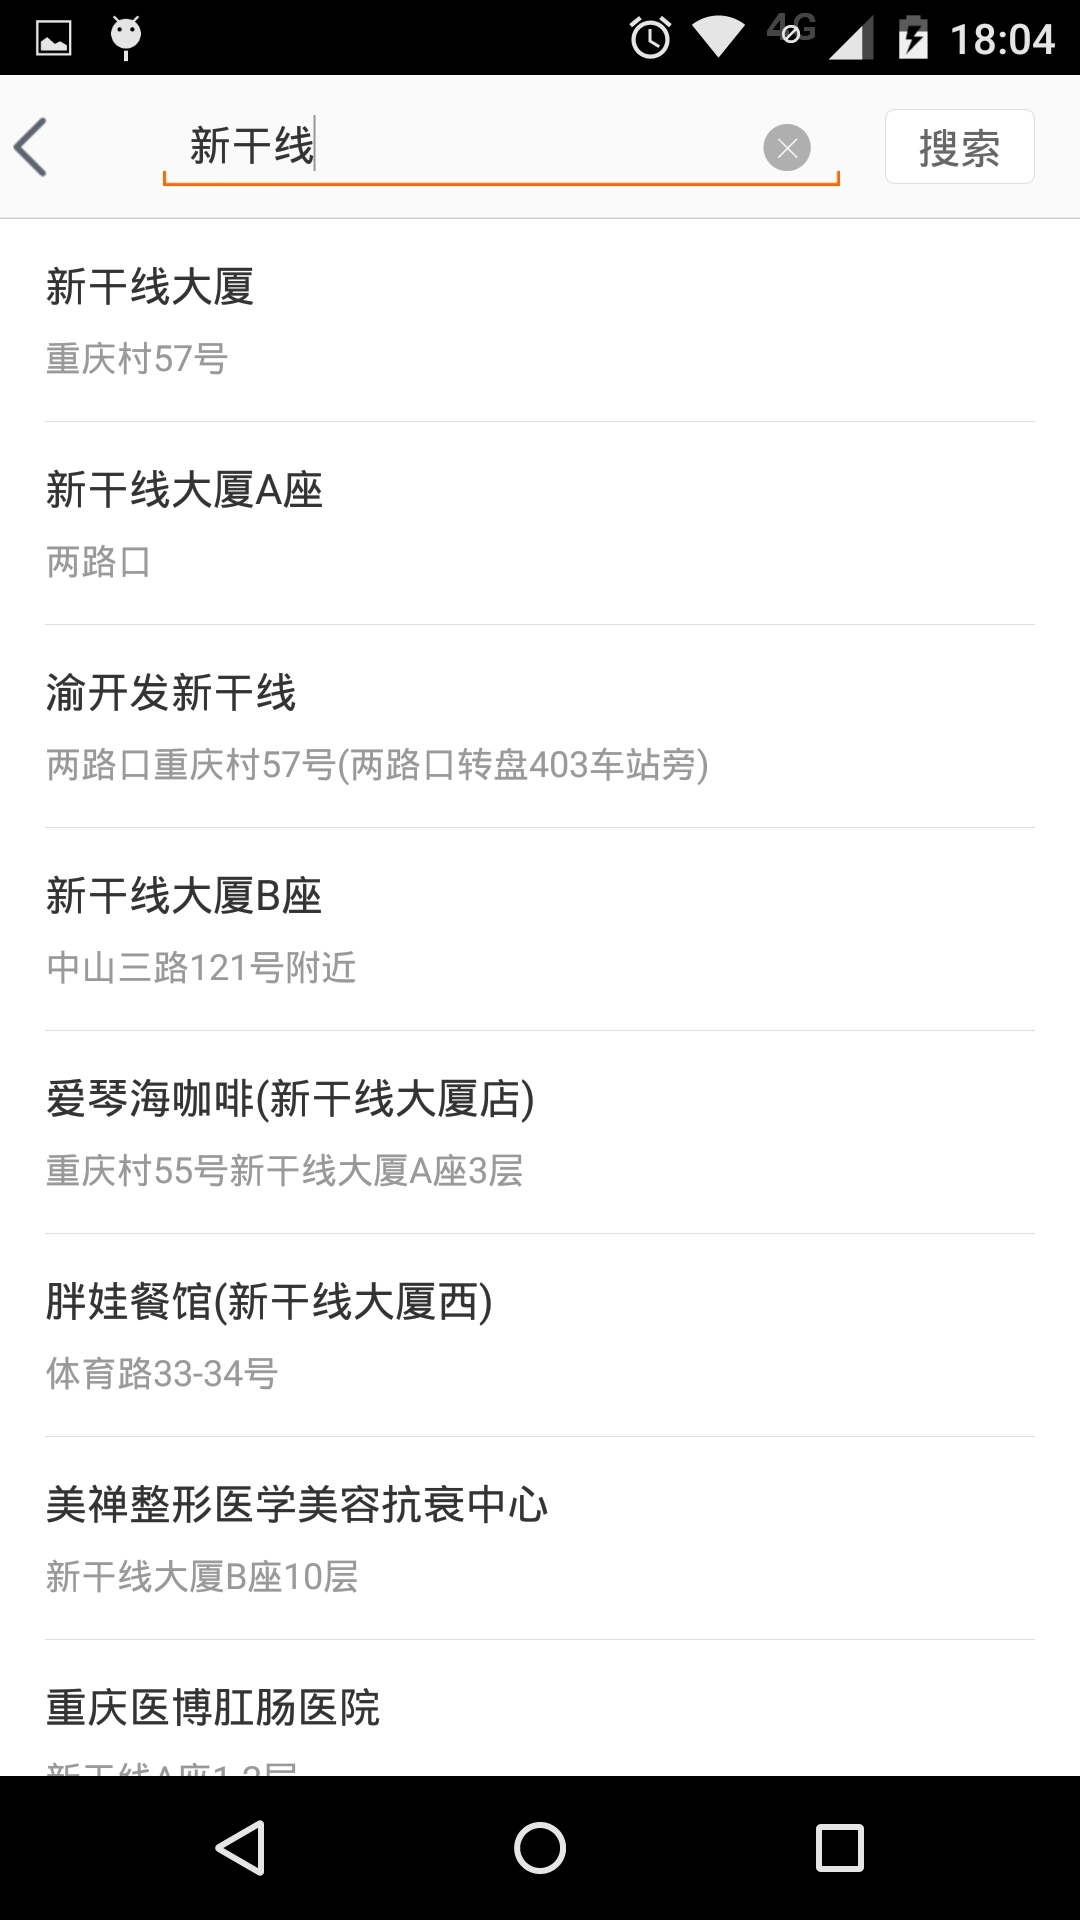 4G 18:04
新干线 搜索
新干线大厦
重庆村57号
新干线大厦A座
两路口
渝开发新干线
两路口重庆村57号(两路口转盘403车站旁)
新干线大厦B座
中山三路121号附近
爱琴海咖啡(新干线大厦店)
重庆村55号新干线大厦A座3层
胖娃餐馆(新干线大厦西)
体育路33-34号
美禅整形医学美容抗衰中心
新干线大厦B座10层
重庆医博肛肠医院